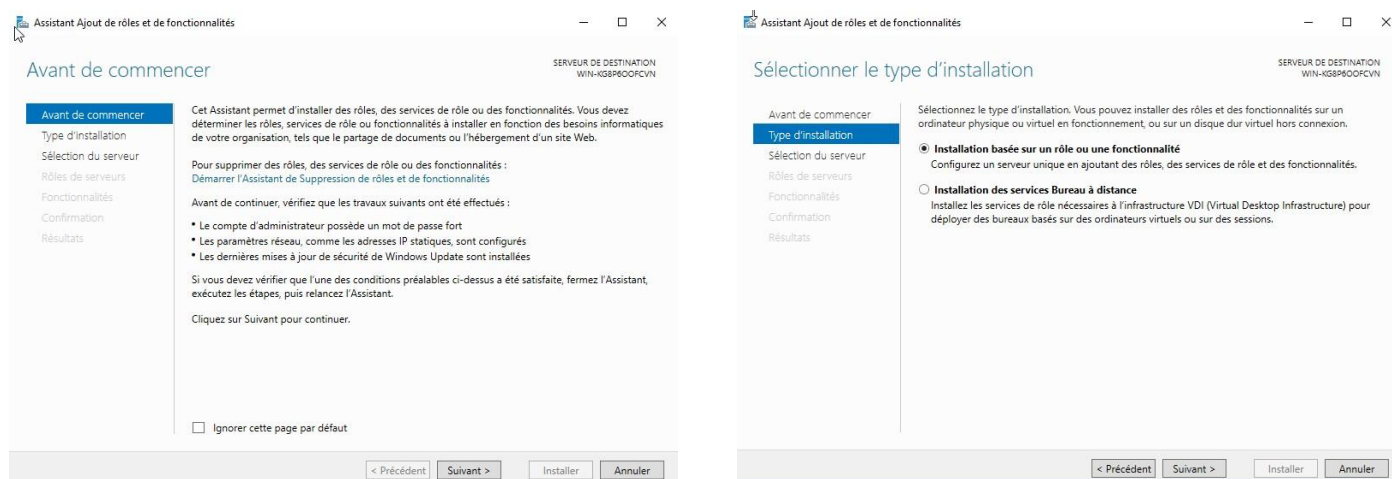 Assistant Ajout de rôles et de fonctionnalités
Avant de commencer
SERVEUR DE DESTINATION
WIN-KG8P6OOFCVN
Avant de commencer
Type d'installation
Sélection du serveur
Rôles de serveurs
Fonctionnalités
Confirmation
Résultats
Cet Assistant permet d'installer des rôles, des services de rôle ou des fonctionnalités. Vous devez
déterminer les rôles, services de rôle ou fonctionnalités à installer en fonction des besoins informatiques
de votre organisation, tels que le partage de documents ou l'hébergement d'un site Web.
Pour supprimer des rôles, des services de rôle ou des fonctionnalités :
Démarrer l'Assistant de Suppression de rôles et de fonctionnalités
Avant de continuer, vérifiez que les travaux suivants ont été effectués :
• Le compte d'administrateur possède un mot de passe fort
• Les paramètres réseau, comme les adresses IP statiques, sont configurés
• Les dernières mises à jour de sécurité de Windows Update sont installées
Si vous devez vérifier que l'une des conditions préalables ci-dessus a été satisfaite, fermez l'Assistant,
exécutez les étapes, puis relancez l'Assistant.
Cliquez sur Suivant pour continuer.
Ignorer cette page par défaut
< Précédent
Suivant >
Installer
Annuler
Assistant Ajout de rôles et de fonctionnalités
Sélectionner le type d'installation
SERVEUR DE DESTINATION
WIN-KG8P6OOFCVN
Avant de commencer
Type d'installation
Sélection du serveur
Rôles de serveurs
Fonctionnalités
Confirmation
Résultats
Sélectionnez le type d'installation. Vous pouvez installer des rôles et des fonctionnalités sur un
ordinateur physique ou virtuel en fonctionnement, ou sur un disque dur virtuel hors connexion.
Installation basée sur un rôle ou une fonctionnalité
Configurez un serveur unique en ajoutant des rôles, des services de rôle et des fonctionnalités.
Installation des services Bureau à distance
Installez les services de rôle nécessaires à l'infrastructure VDI (Virtual Desktop Infrastructure) pour
déployer des bureaux basés sur des ordinateurs virtuels ou sur des sessions.
< Précédent
Suivant >
Installer
Annuler